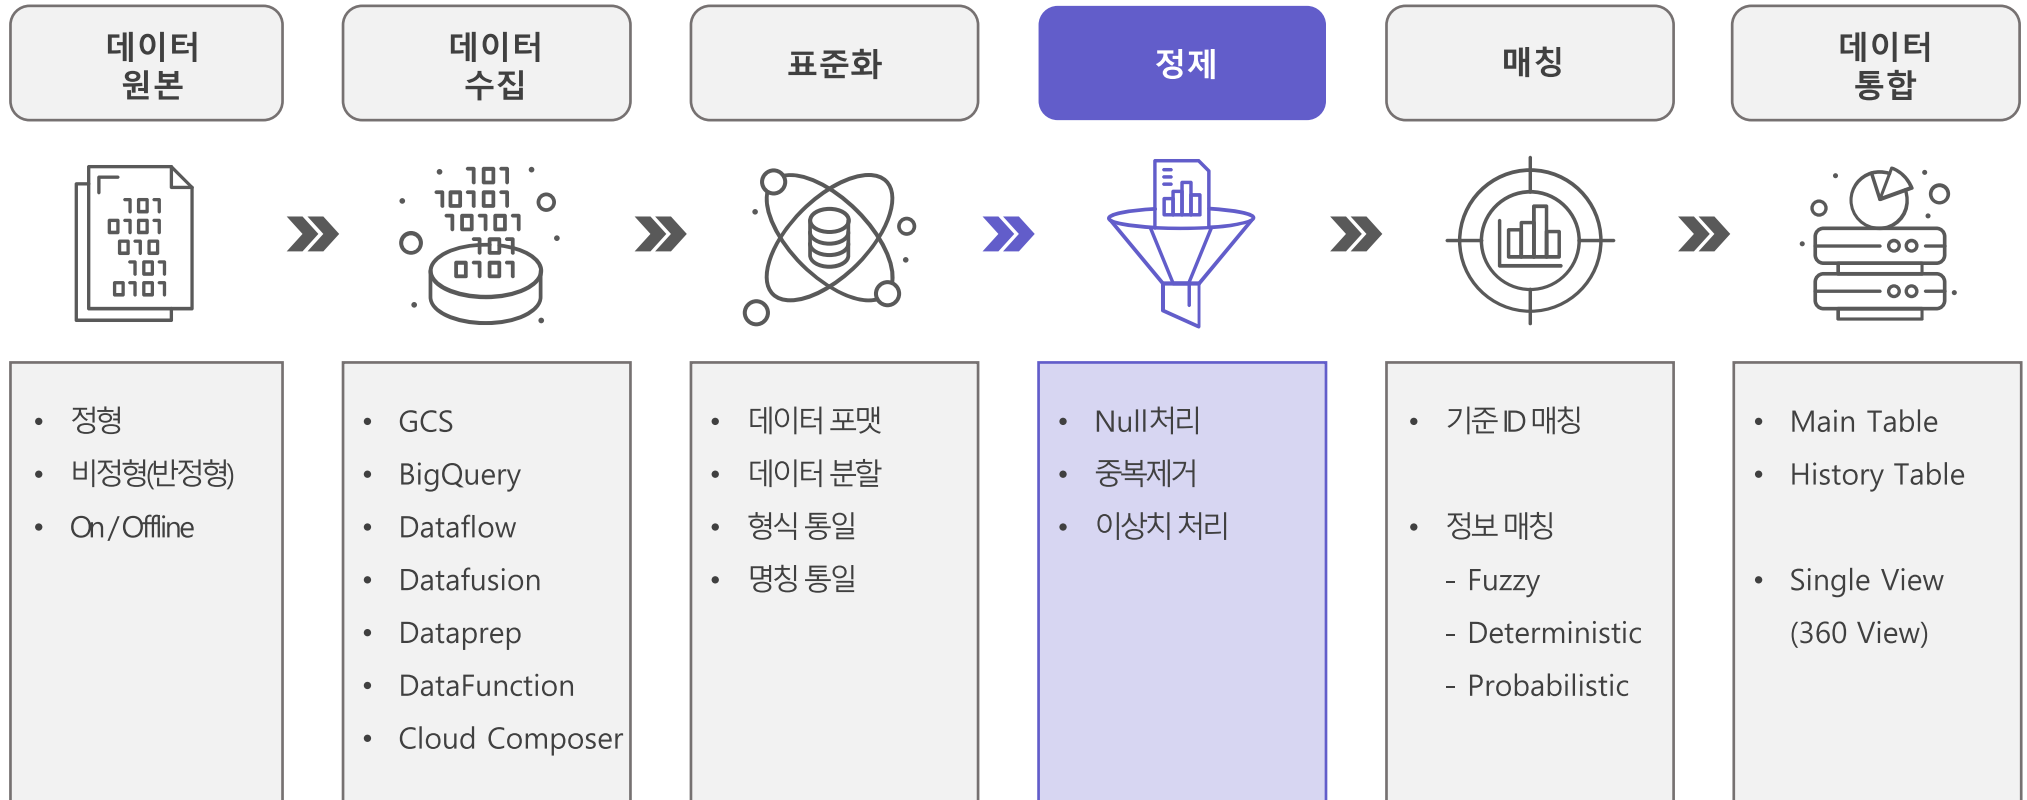 데이터
원본
데이터
수집
표준화
정제
매칭
데이터
통합
101
0101
010
101
0101
101
10101
10101
101
0101
• 정형
• 비정형(반정형)
• On / Offline
• GCS
• BigQuery
• Dataflow
• Datafusion
• Dataprep
• DataFunction
• Cloud Composer
• 데이터 포맷
• 데이터 분할
• 형식 통일
• 명칭 통일
• Null처리
• 중복제거
• 이상치 처리
• 기준 ID 매칭
• 정보 매칭
- Fuzzy
- Deterministic
- Probabilistic
• Main Table
• History Table
• Single View
(360 View)